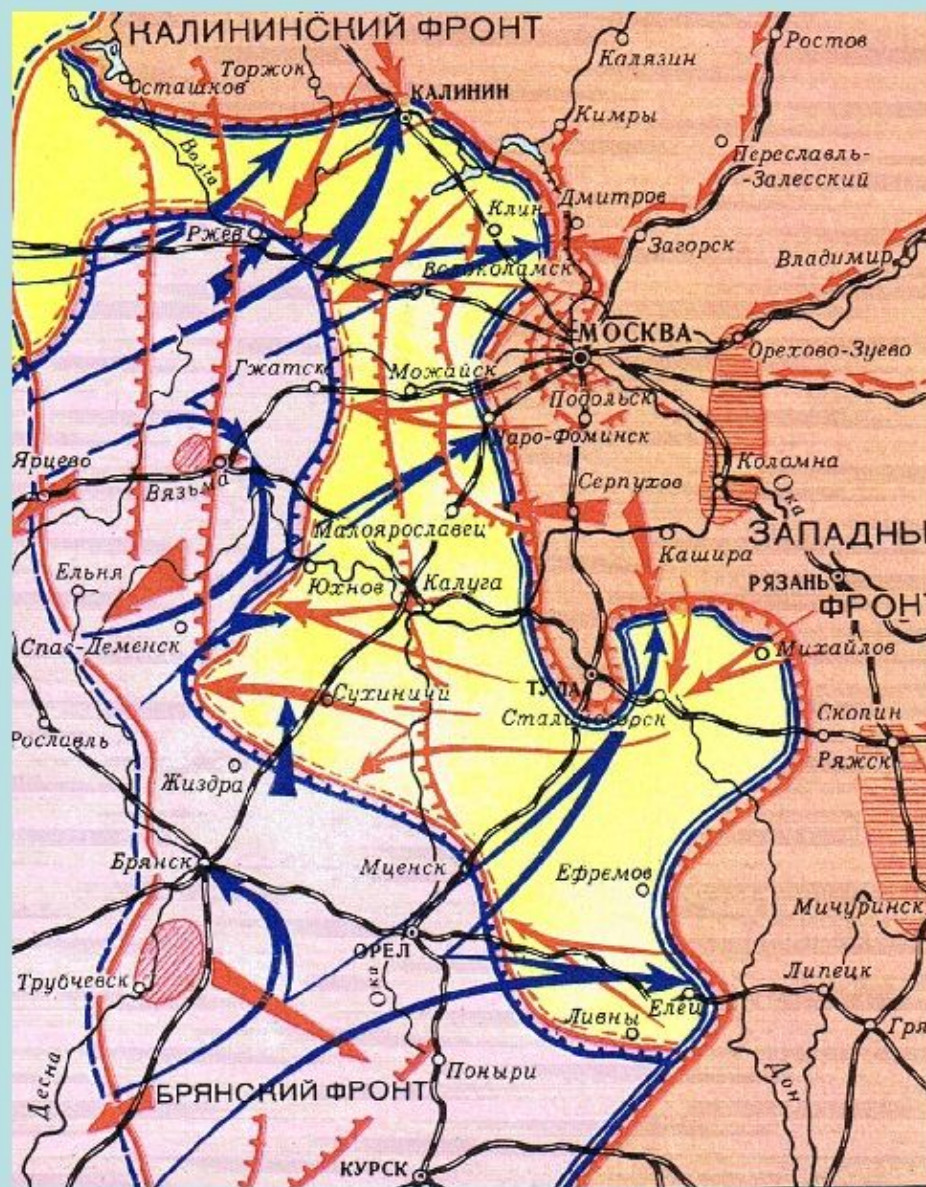 КАЛИНИНСКИЙ ФРОНТ
Ростов
Калязин
Торжок
Осташков
КАЛИНИН
Кимры
Волга
Переславль-
-Залесский
Дмитров
Клин
Ржев
Загорск
Владимир
Волоколамск
МОСКВА
Орехово-Зуево
Гжатск
Можайск
Подольск
Наро-Фоминск
Ярцево
Вязьма
Коломна
Ока
Серпухов
Малоярославец
ЗАПАДНЫ
Кашира
Ельня
Юхнов
Калуга
РЯЗАНЬ
ФРОНТ
Спас-Деменск
Михайлов
ТУЛА
Сухиничи
Сталиногорск
Скопин
Рославль
Ряжск
Жиздра
Брянск
Мценск
Ефремов
Мичуринск
ОРЕЛ
Ока
Трубчевск
Липецк
Елец
Ливны
Гря
Десна
Поныри
Дон
БРЯНСКИЙ ФРОНТ
КУРСК